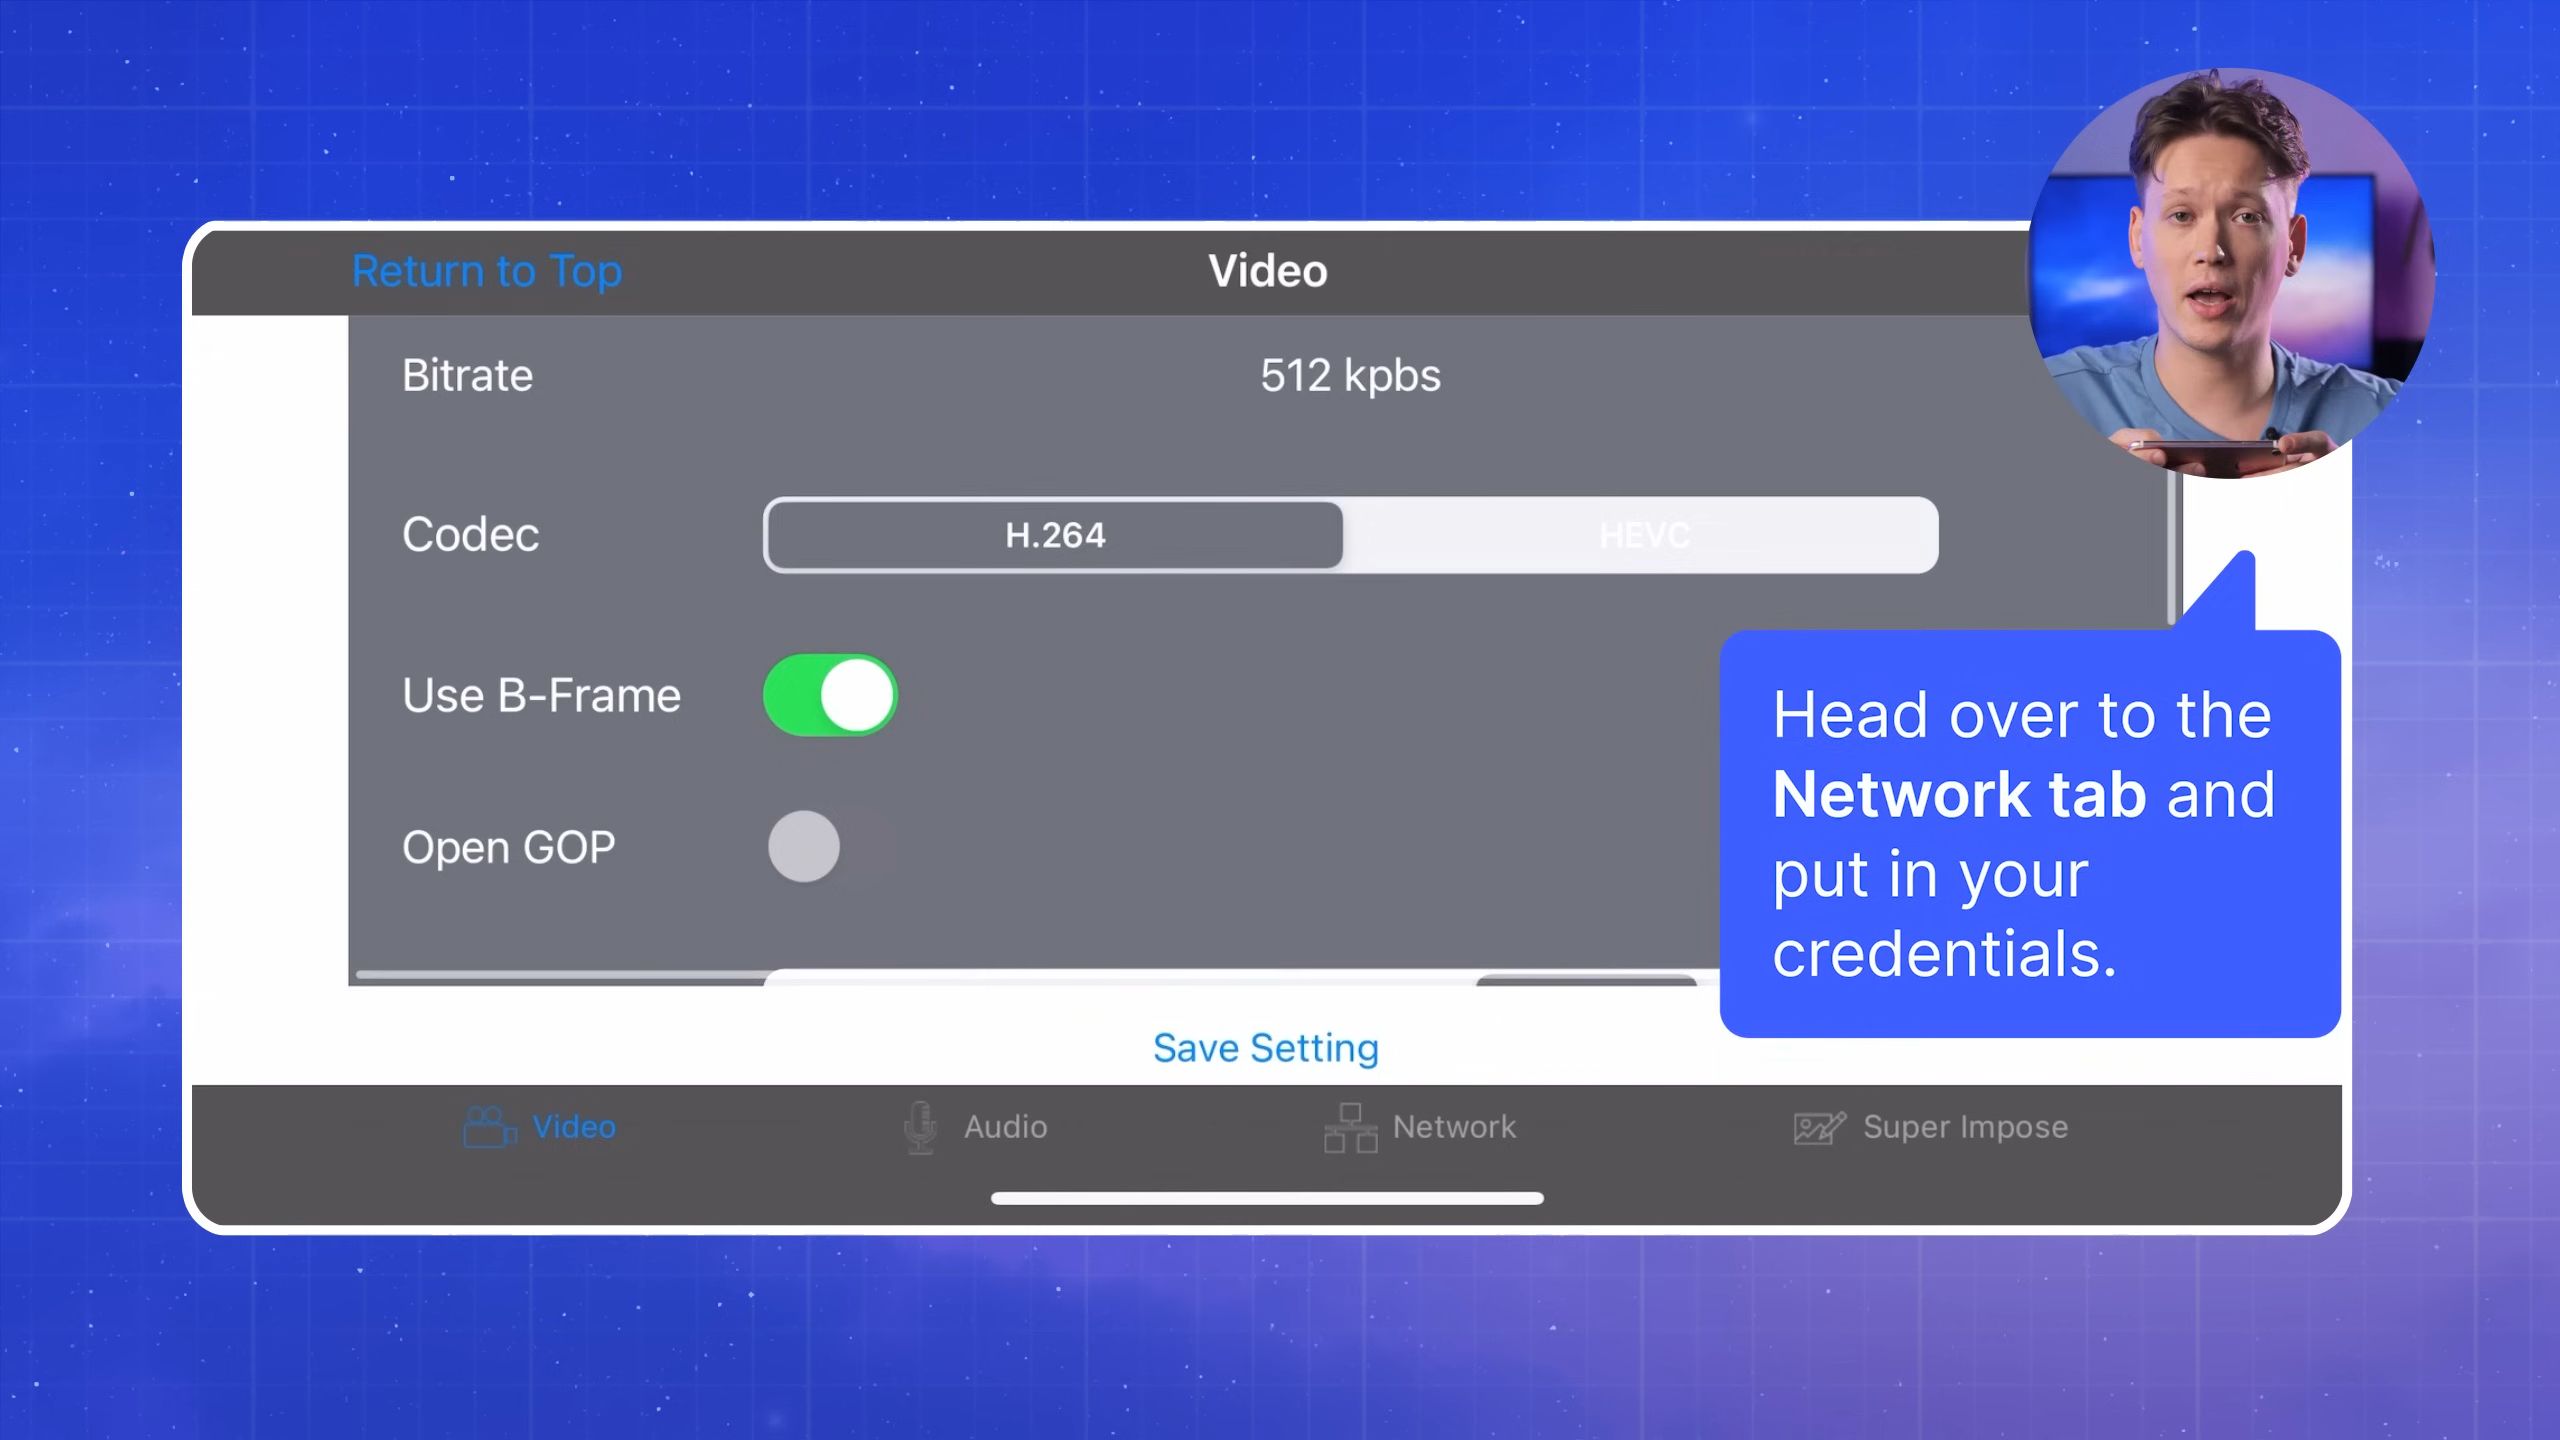 Return to Top
Video
Bitrate
512 kpbs
Codec
H.264
HEVC
Use B-Frame
Open GOP
Head over to the
Network tab and
put in your
credentials.
Save Setting
Video
Audio
Network
Super Impose